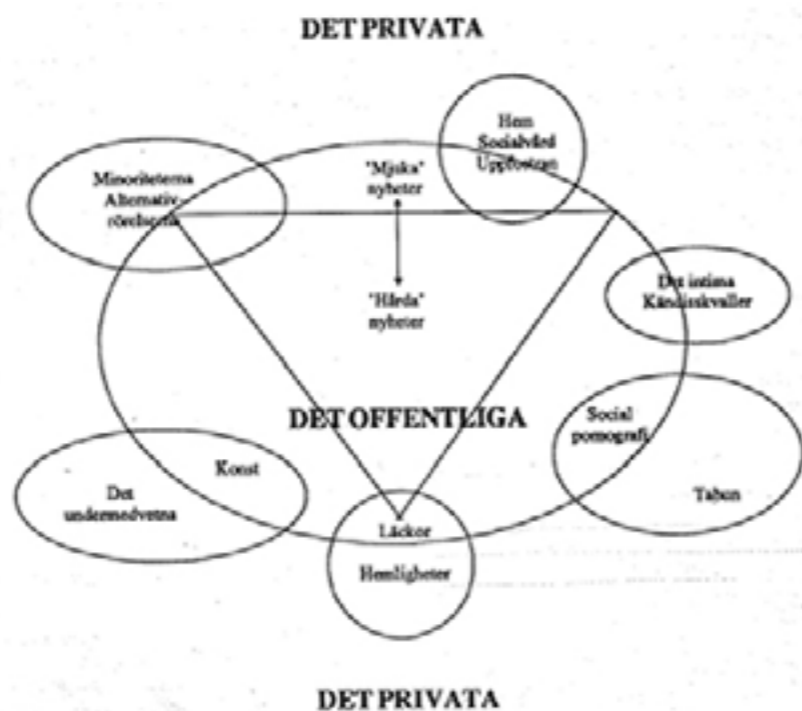 DET PRIVATA
Hem
Socialvård
Uppfostran
"Mjuka"
nyheter
Minoriteterna
Alternativ-
rörelserna
Det intima
Kändisskvaller
"Hårda"
nyheter
DET OFFENTLIGA
Social
pornografi
Konst
Det
undermedvetna
Tabun
Läckor
Hemligheter
DET PRIVATA